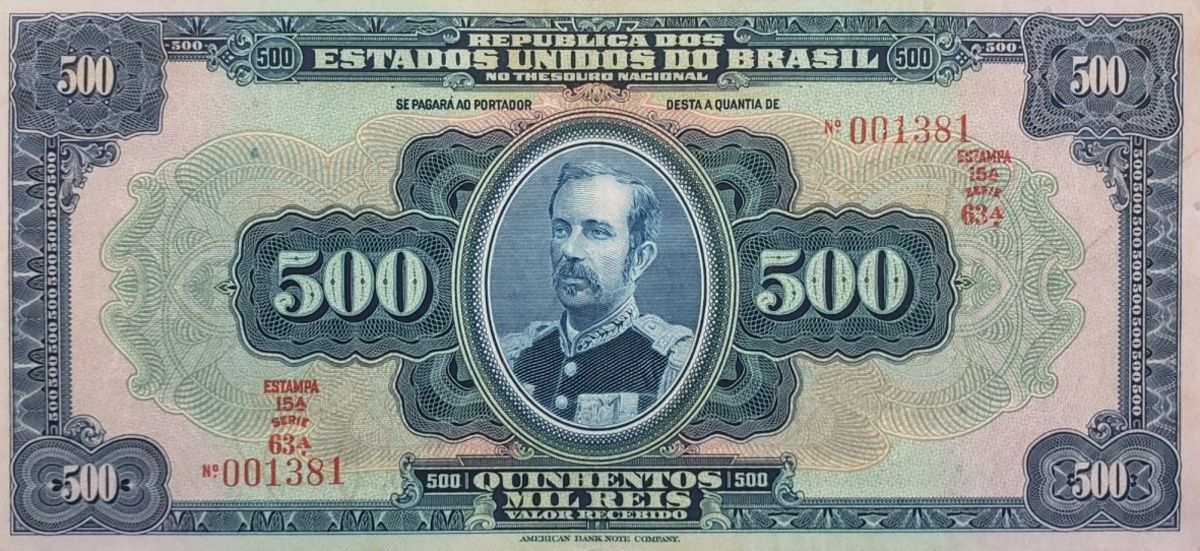 500 500 500 500
REPUBLICA DOS
500 ESTADOS UNIDOS DO BRASIL 500
NO THESOURO NACIONAL
SE PAGARÁ AO PORTADOR DESTA A QUANTIA DE
Nº 001381
ESTAMPA
15A
SERIE
63A
500 500
ESTAMPA
15A
SERIE
63A
Nº 001381
500 500 QUINHENTOS 500 500
MIL REIS
VALOR RECEBIDO
AMERICAN BANK NOTE COMPANY.